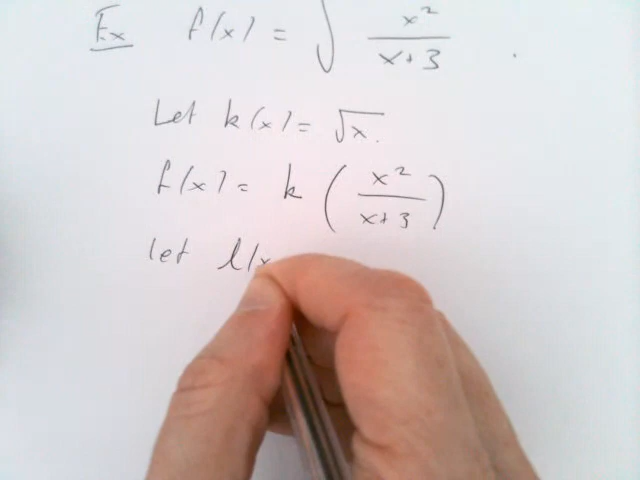 Ex f(x) = √ x²/(x+3) .
Let k(x) = √x.
f(x) = k ( x²/(x+3) )
let l(x